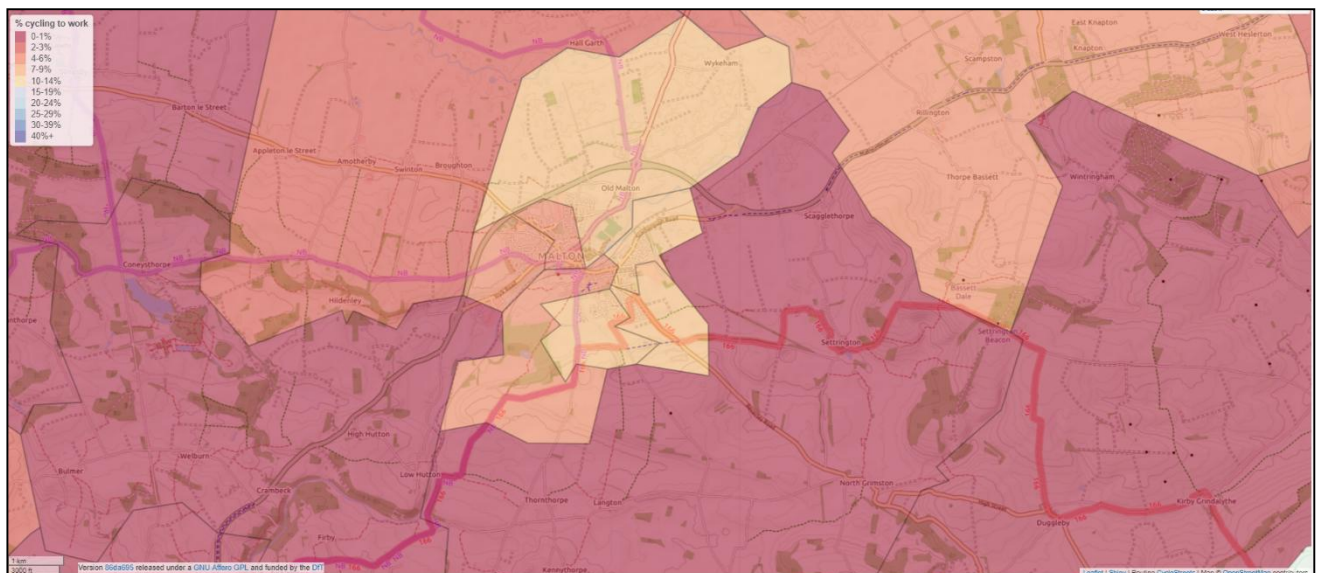 % cycling to work
0-1%
2-3%
4-6%
7-9%
10-14%
15-19%
20-24%
25-29%
30-39%
40%+
Hall Garth
Wykeham
East Knapton
Knapton
West Heslerton
Scampston
Rillington
Barton le Street
Appleton le Street
Amotherby
Swinton
Broughton
Old Malton
Thorpe Bassett
Wintringham
Scagglethorpe
MALTON
Coneysthorpe
Hildenley
Bassett
Dale
Settrington
Beacon
Settrington
High Hutton
Welburn
Bulmer
Low Hutton
Crambeck
Thornthorpe
Langton
North Grimston
Kirby Grindalythe
Duggleby
Firby
Kennythorpe
166
1 km
3000 ft
Version 86da695 released under a GNU Affero GPL and funded by the DfT
Leaflet | Shiny | Routing CycleStreets | Map © OpenStreetMap contributors